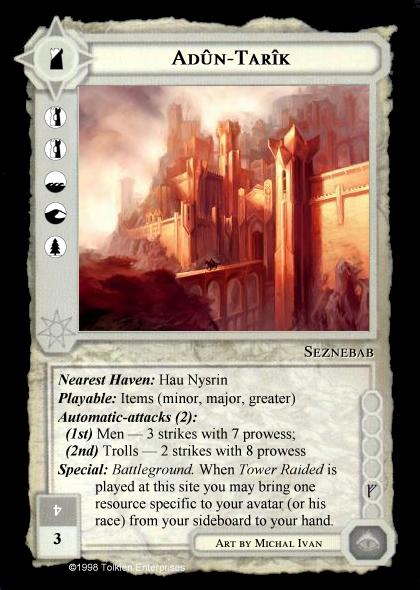 ADÛN-TARÎK
SEZNEBAB
Nearest Haven: Hau Nysrin
Playable: Items (minor, major, greater)
Automatic-attacks (2):
(1st) Men — 3 strikes with 7 prowess;
(2nd) Trolls — 2 strikes with 8 prowess
Special: Battleground. When Tower Raided is
played at this site you may bring one
resource specific to your avatar (or his
race) from your sideboard to your hand.
4
3
ART BY MICHAL IVAN
©1998 Tolkien Enterprises